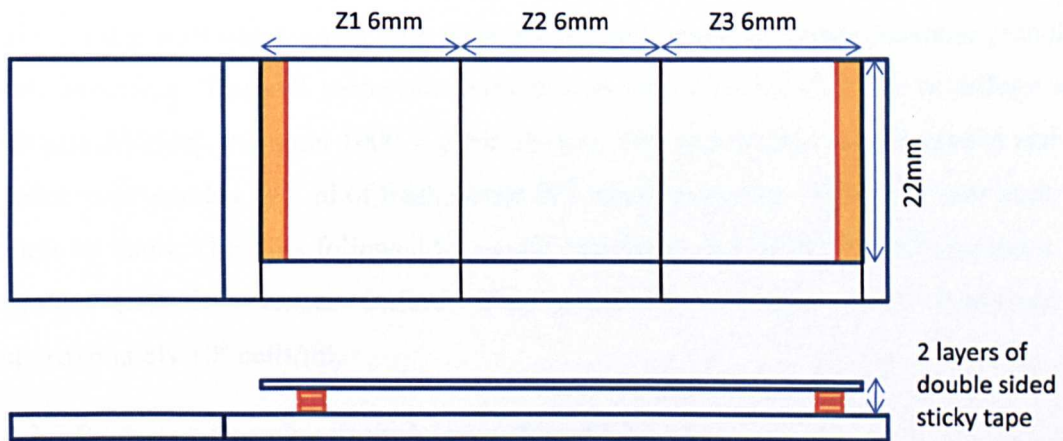 Z1 6mm
Z2 6mm
Z3 6mm
22mm
2 layers of
double sided
sticky tape